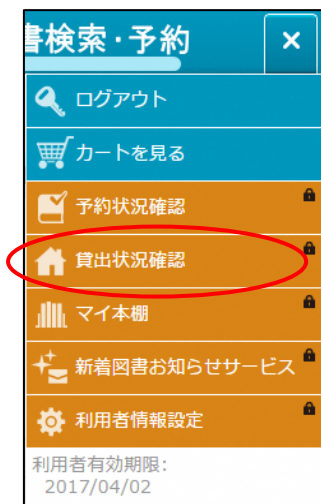 書検索・予約
ログアウト
カートを見る
予約状況確認
貸出状況確認
マイ本棚
新着図書お知らせサービス
利用者情報設定
利用者有効期限:
2017/04/02